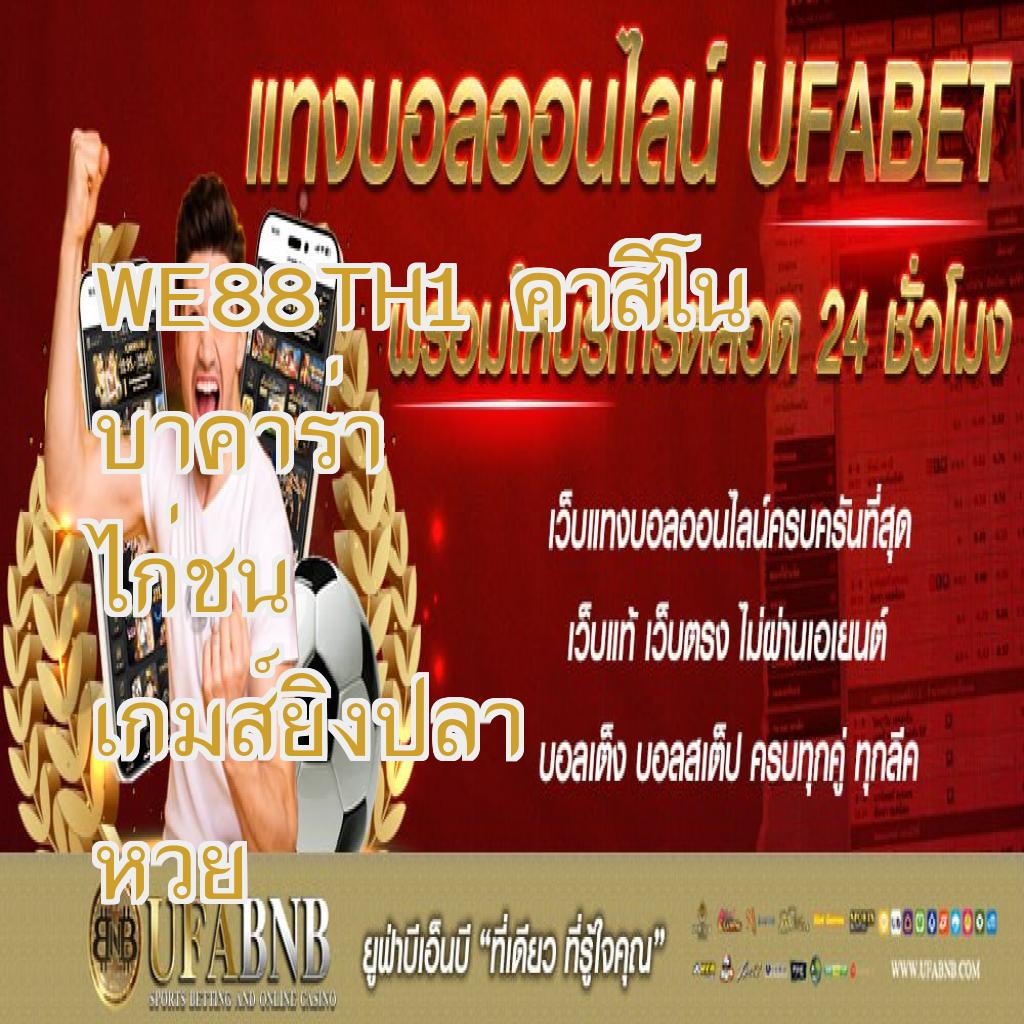 แทงบอลออนไลน์ UFABET
WE88TH1 คาสิโน
พร้อมให้บริการตลอด 24 ชั่วโมง
บาคาร่า
เว็บแทงบอลออนไลน์ครบครันที่สุด
ไก่ชน
เว็บแท้ เว็บตรง ไม่ผ่านเอเยนต์
เกมส์ยิงปลา
บอลเต็ง บอลสเต็ป ครบทุกคู่ ทุกลีค
หวย
UFABNB
SPORTS BETTING AND ONLINE CASINO
ยูฟ่าบีเอ็นบี “ที่เดียว ที่รู้ใจคุณ”
WWW.UFABNB.COM